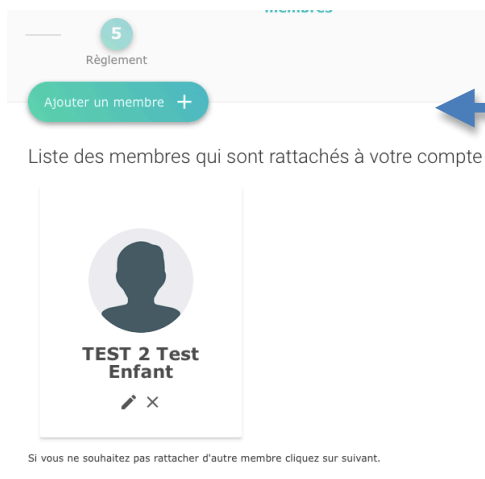 Membres
5
Règlement
Ajouter un membre +
Liste des membres qui sont rattachés à votre compte
TEST 2 Test
Enfant
Si vous ne souhaitez pas rattacher d'autre membre cliquez sur suivant.